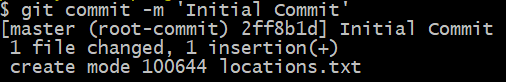 $ git commit -m 'Initial Commit'
[master (root-commit) 2ff8b1d] Initial Commit
 1 file changed, 1 insertion(+)
 create mode 100644 locations.txt